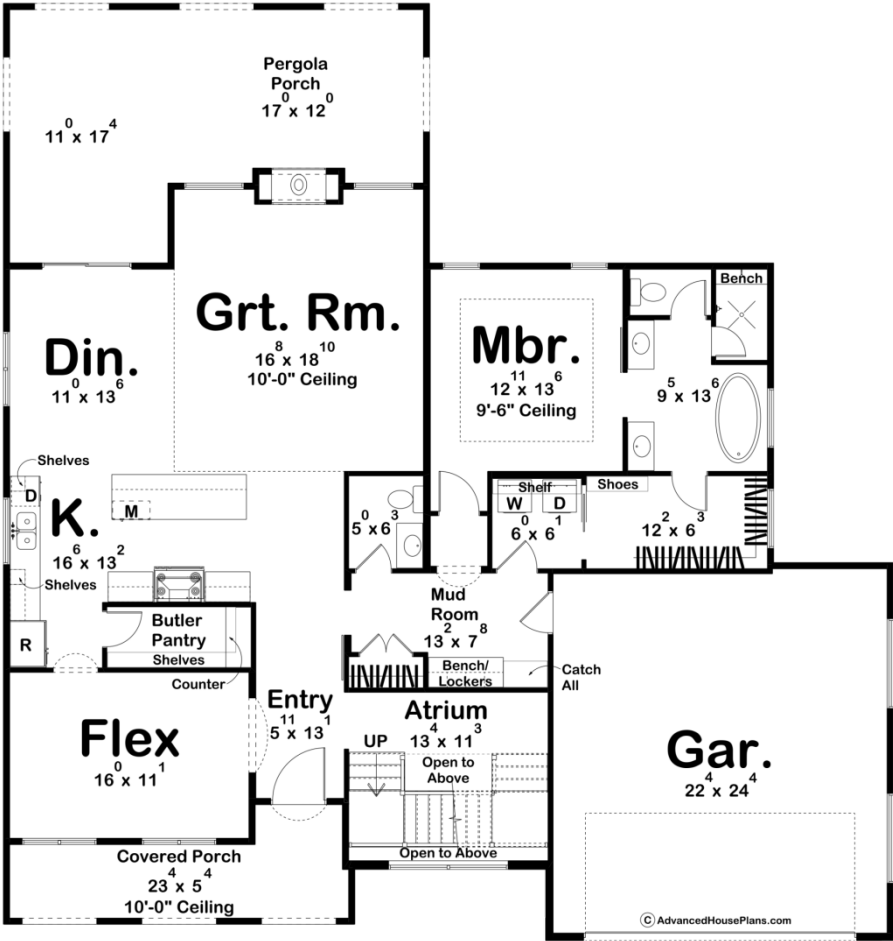 Pergola
Porch
17⁰ x 12⁰
11⁰ x 17⁴
Bench
Grt. Rm.
16⁸ x 18¹⁰
10'-0" Ceiling
Din.
11⁰ x 13⁶
Mbr.
12¹¹ x 13⁶
9'-6" Ceiling
9⁵ x 13⁶
Shelves
D
K.
16⁶ x 13²
M
Shelves
5⁰ x 6³
Shelf
W D
6⁰ x 6¹
Shoes
12² x 6³
R
Butler
Pantry
Shelves
Counter
Mud
Room
13² x 7⁸
Bench/
Lockers
Catch
All
Entry
5¹¹ x 13¹
Atrium
13⁴ x 11³
UP
Open to
Above
Open to Above
Flex
16⁰ x 11¹
Gar.
22⁴ x 24⁴
Covered Porch
23⁴ x 5⁴
10'-0" Ceiling
© AdvancedHousePlans.com